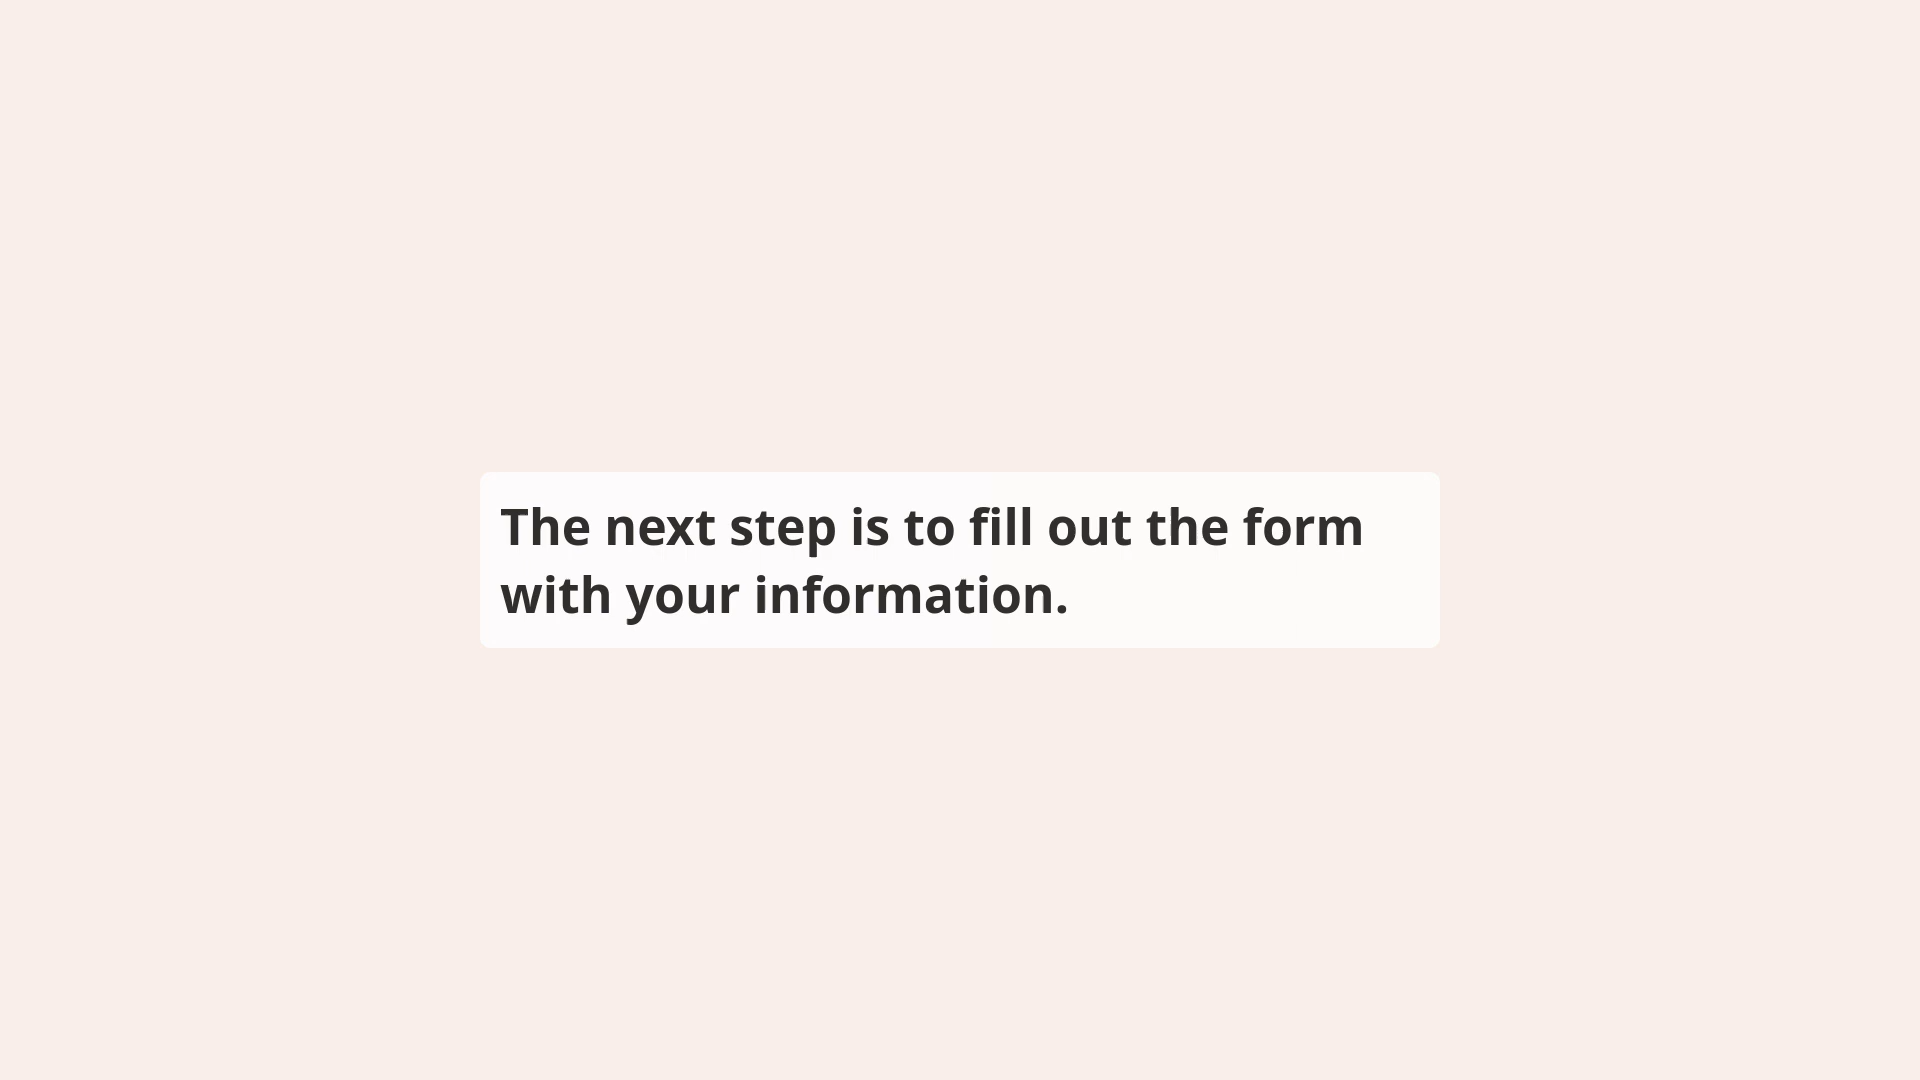 The next step is to fill out the form
with your information.